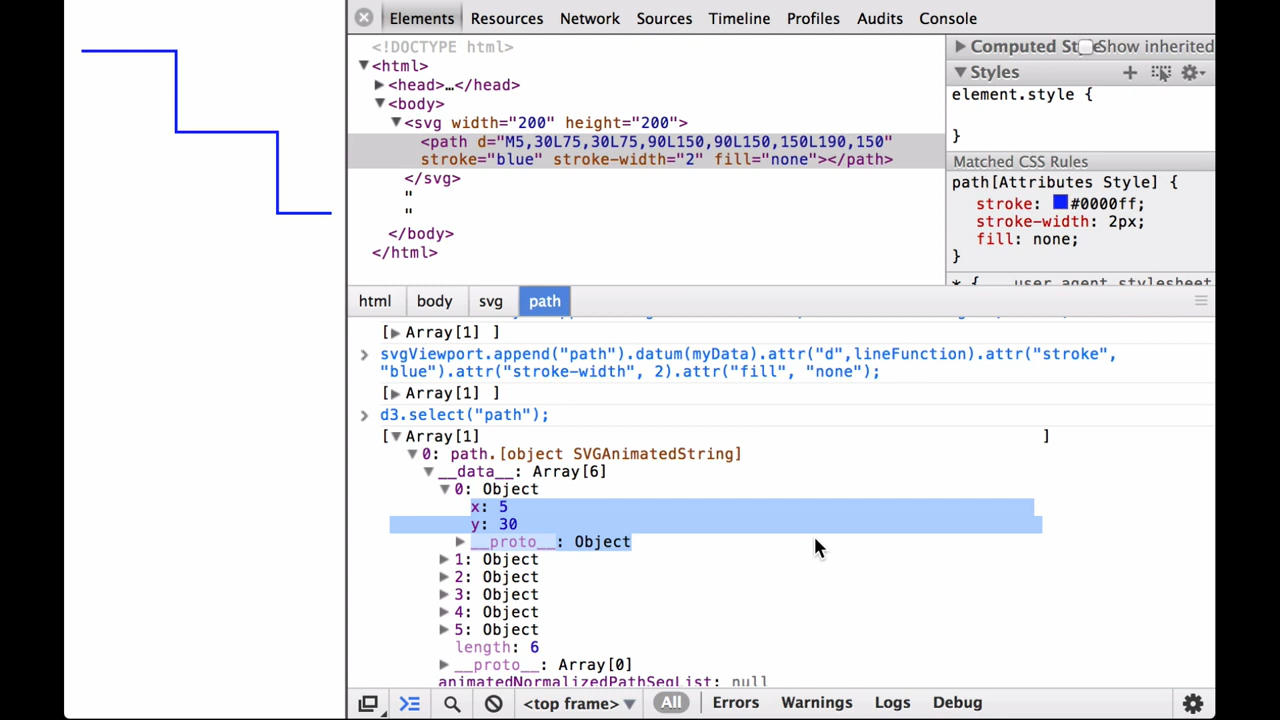 Elements Resources Network Sources Timeline Profiles Audits Console
<!DOCTYPE html>
<html>
<head>…</head>
<body>
<svg width="200" height="200">
<path d="M5,30L75,30L75,90L150,90L150,150L190,150"
stroke="blue" stroke-width="2" fill="none"></path>
</svg>
"
"
</body>
</html>
Computed Show inherited
Styles
element.style {
}
Matched CSS Rules
path[Attributes Style] {
stroke: #0000ff;
stroke-width: 2px;
fill: none;
}
* { user agent stylesheet
html body svg path
[ Array[1] ]
svgViewport.append("path").datum(myData).attr("d",lineFunction).attr("stroke",
"blue").attr("stroke-width", 2).attr("fill", "none");
[ Array[1] ]
d3.select("path");
[ Array[1] ]
0: path.[object SVGAnimatedString]
__data__: Array[6]
0: Object
x: 5
y: 30
__proto__: Object
1: Object
2: Object
3: Object
4: Object
5: Object
length: 6
__proto__: Array[0]
animatedNormalizedPathSegList: null
<top frame> All Errors Warnings Logs Debug